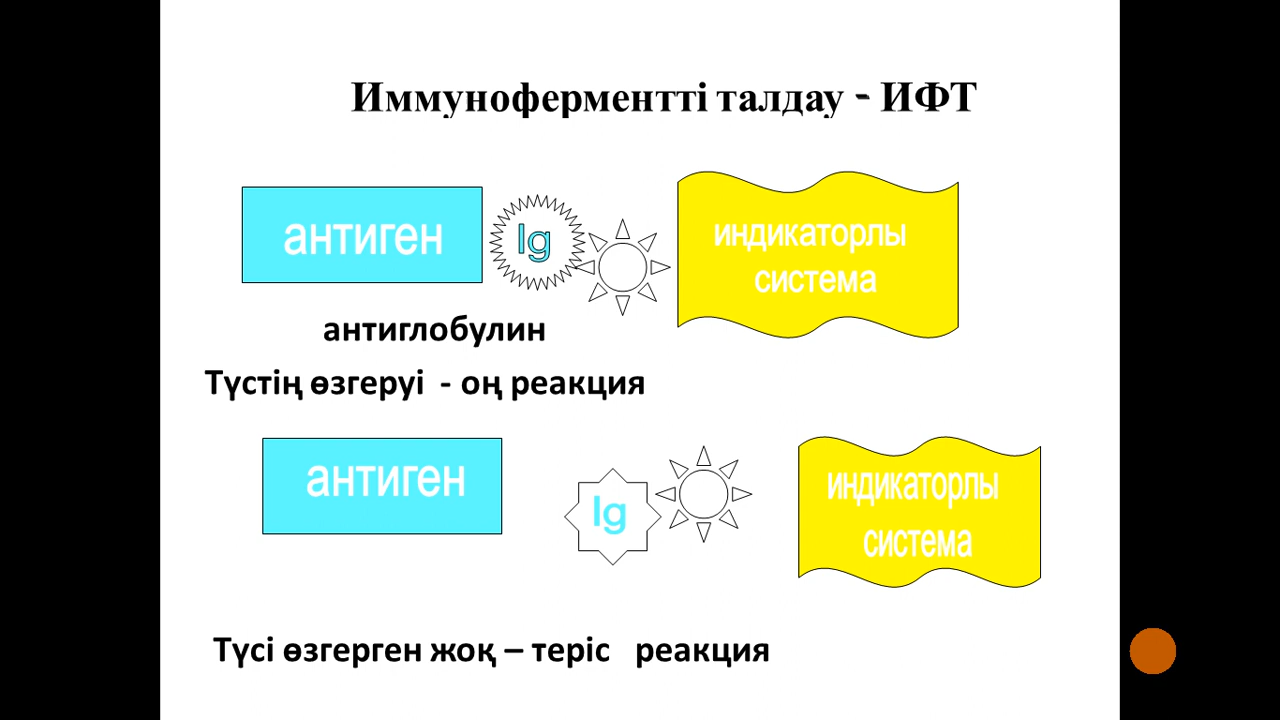 Иммуноферментті талдау - ИФТ
антиген
Ig
индикаторлы
система
антиглобулин
Түстің өзгеруі - оң реакция
антиген
Ig
индикаторлы
система
Түсі өзгерген жоқ – теріс реакция